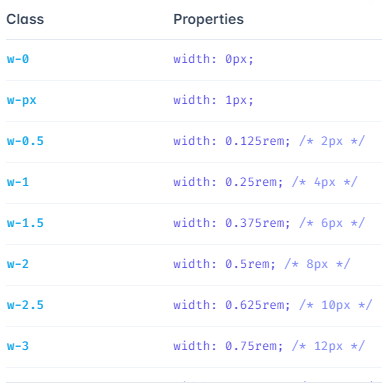 Class Properties
w-0 width: 0px;
w-px width: 1px;
w-0.5 width: 0.125rem; /* 2px */
w-1 width: 0.25rem; /* 4px */
w-1.5 width: 0.375rem; /* 6px */
w-2 width: 0.5rem; /* 8px */
w-2.5 width: 0.625rem; /* 10px */
w-3 width: 0.75rem; /* 12px */